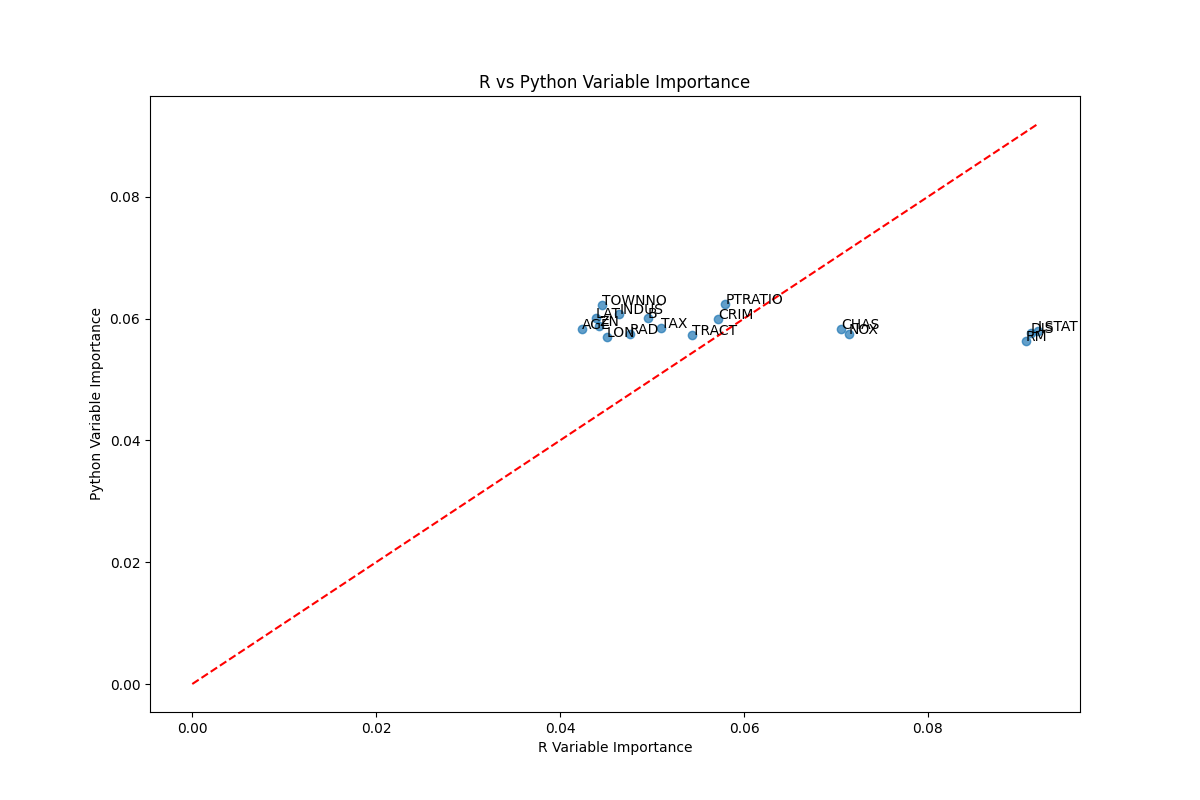 R vs Python Variable Importance
Python Variable Importance
0.08
0.06
0.04
0.02
0.00
TOWNNO
PTRATIO
INDUS
LAT
B
CRIM
ZN
AGE
TAX
CHAS
LSTAT
LON
RAD
TRACT
NOX
DIS
RM
0.00
0.02
0.04
0.06
0.08
R Variable Importance